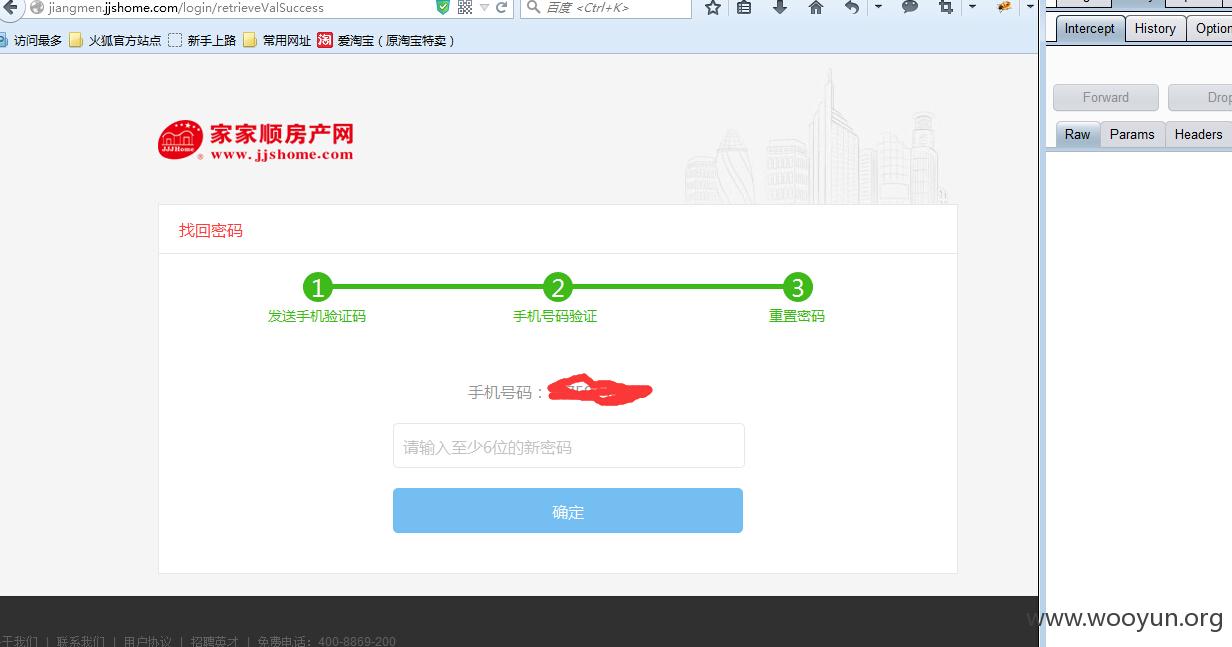 jiangmen.jjshome.com/login/retrieveValSuccess
百度 <Ctrl+K>
访问最多 火狐官方站点 新手上路 常用网址 淘 爱淘宝（原淘宝特卖）
Intercept History Option
Forward Drop
Raw Params Headers
家家顺房产网
JJJHome ® www.jjshome.com
找回密码
1 2 3
发送手机验证码 手机号码验证 重置密码
手机号码：
请输入至少6位的新密码
确定
www.wooyun.org
于我们 | 联系我们 | 用户协议 | 招聘英才 | 免费电话：400-8869-200